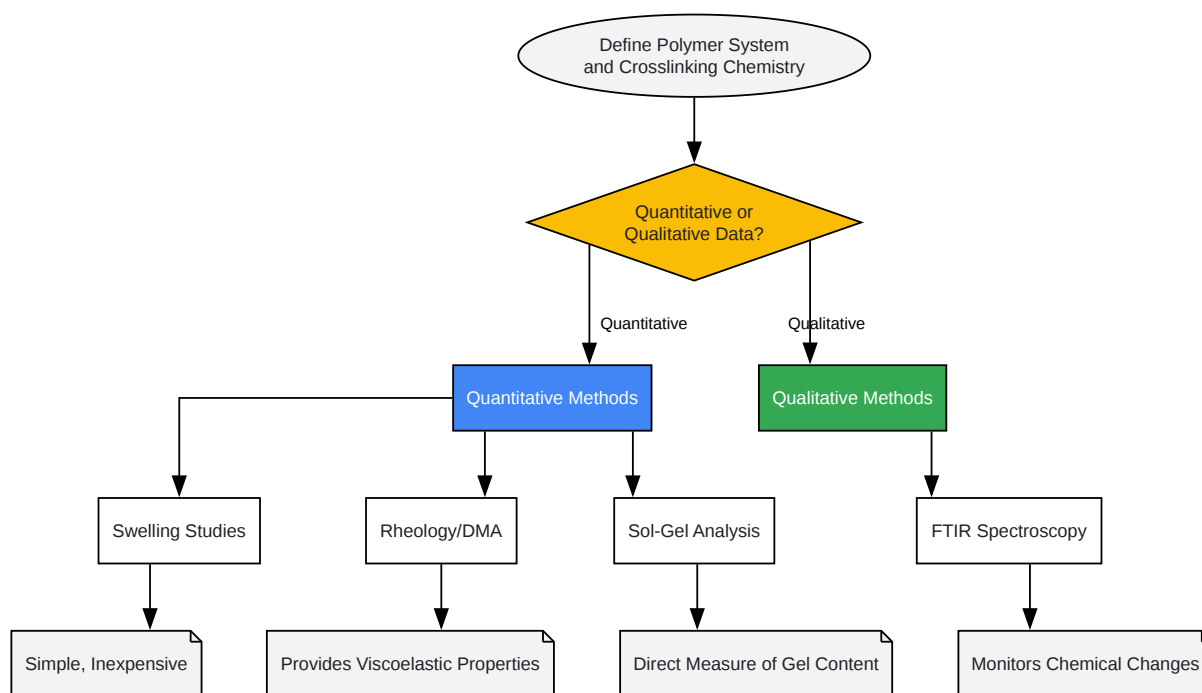 Define Polymer System
and Crosslinking Chemistry
Quantitative or
Qualitative Data?
Quantitative
Qualitative
Quantitative Methods
Qualitative Methods
Swelling Studies
Rheology/DMA
Sol-Gel Analysis
FTIR Spectroscopy
Simple, Inexpensive
Provides Viscoelastic Properties
Direct Measure of Gel Content
Monitors Chemical Changes